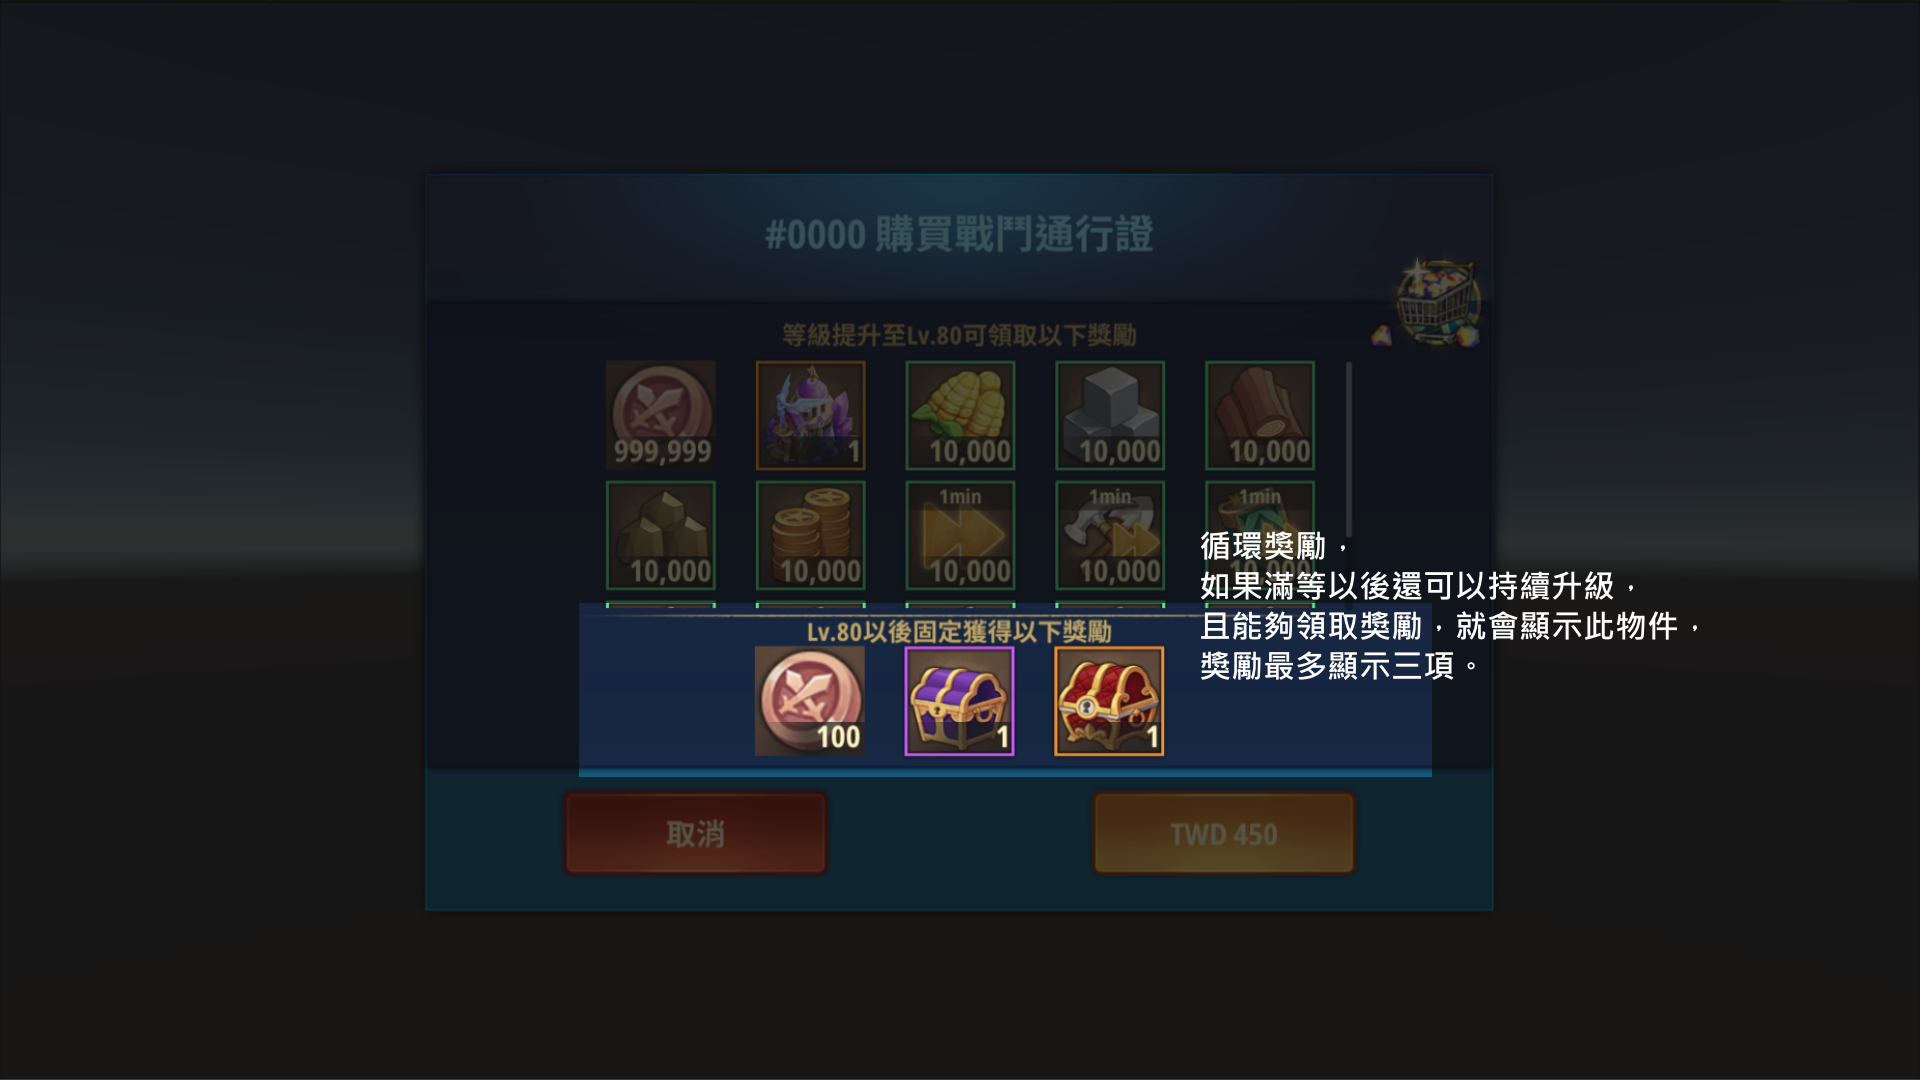 #0000 購買戰鬥通行證
等級提升至Lv.80可領取以下獎勵
999,999
1
10,000
10,000
10,000
10,000
10,000
1min
10,000
1min
10,000
1min
10,000
循環獎勵，
如果滿等以後還可以持續升級，
且能夠領取獎勵，就會顯示此物件，
獎勵最多顯示三項。
Lv.80以後固定獲得以下獎勵
100
1
1
取消
TWD 450